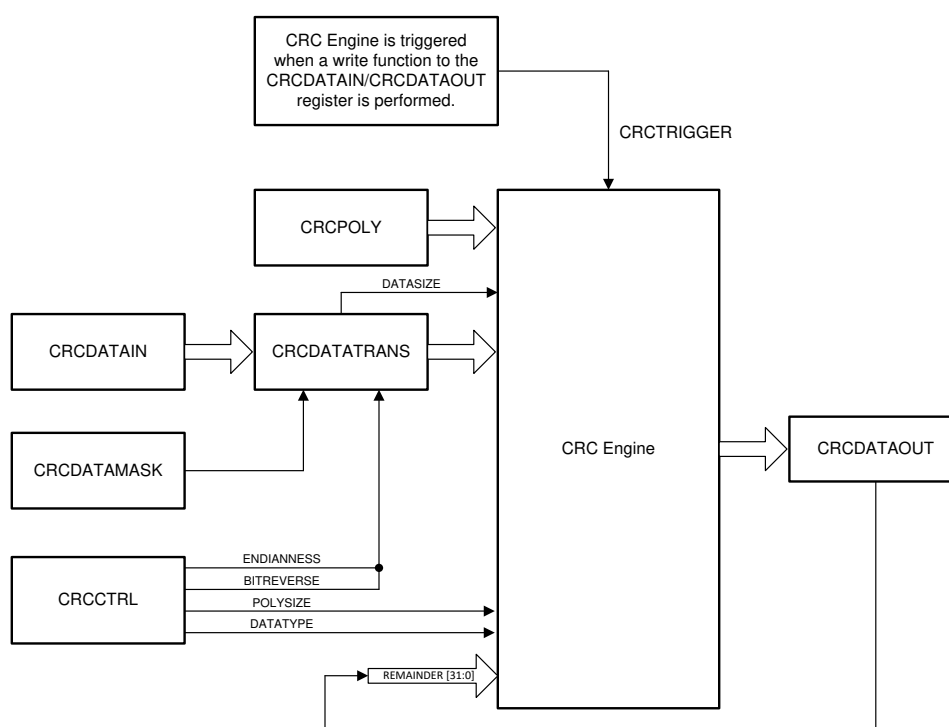 CRC Engine is triggered
when a write function to the
CRCDATAIN/CRCDATAOUT
register is performed.
CRCTRIGGER
CRCPOLY
DATASIZE
CRCDATAIN
CRCDATATRANS
CRCDATAMASK
CRC Engine
CRCDATAOUT
CRCCTRL
ENDIANNESS
BITREVERSE
POLYSIZE
DATATYPE
REMAINDER [31:0]